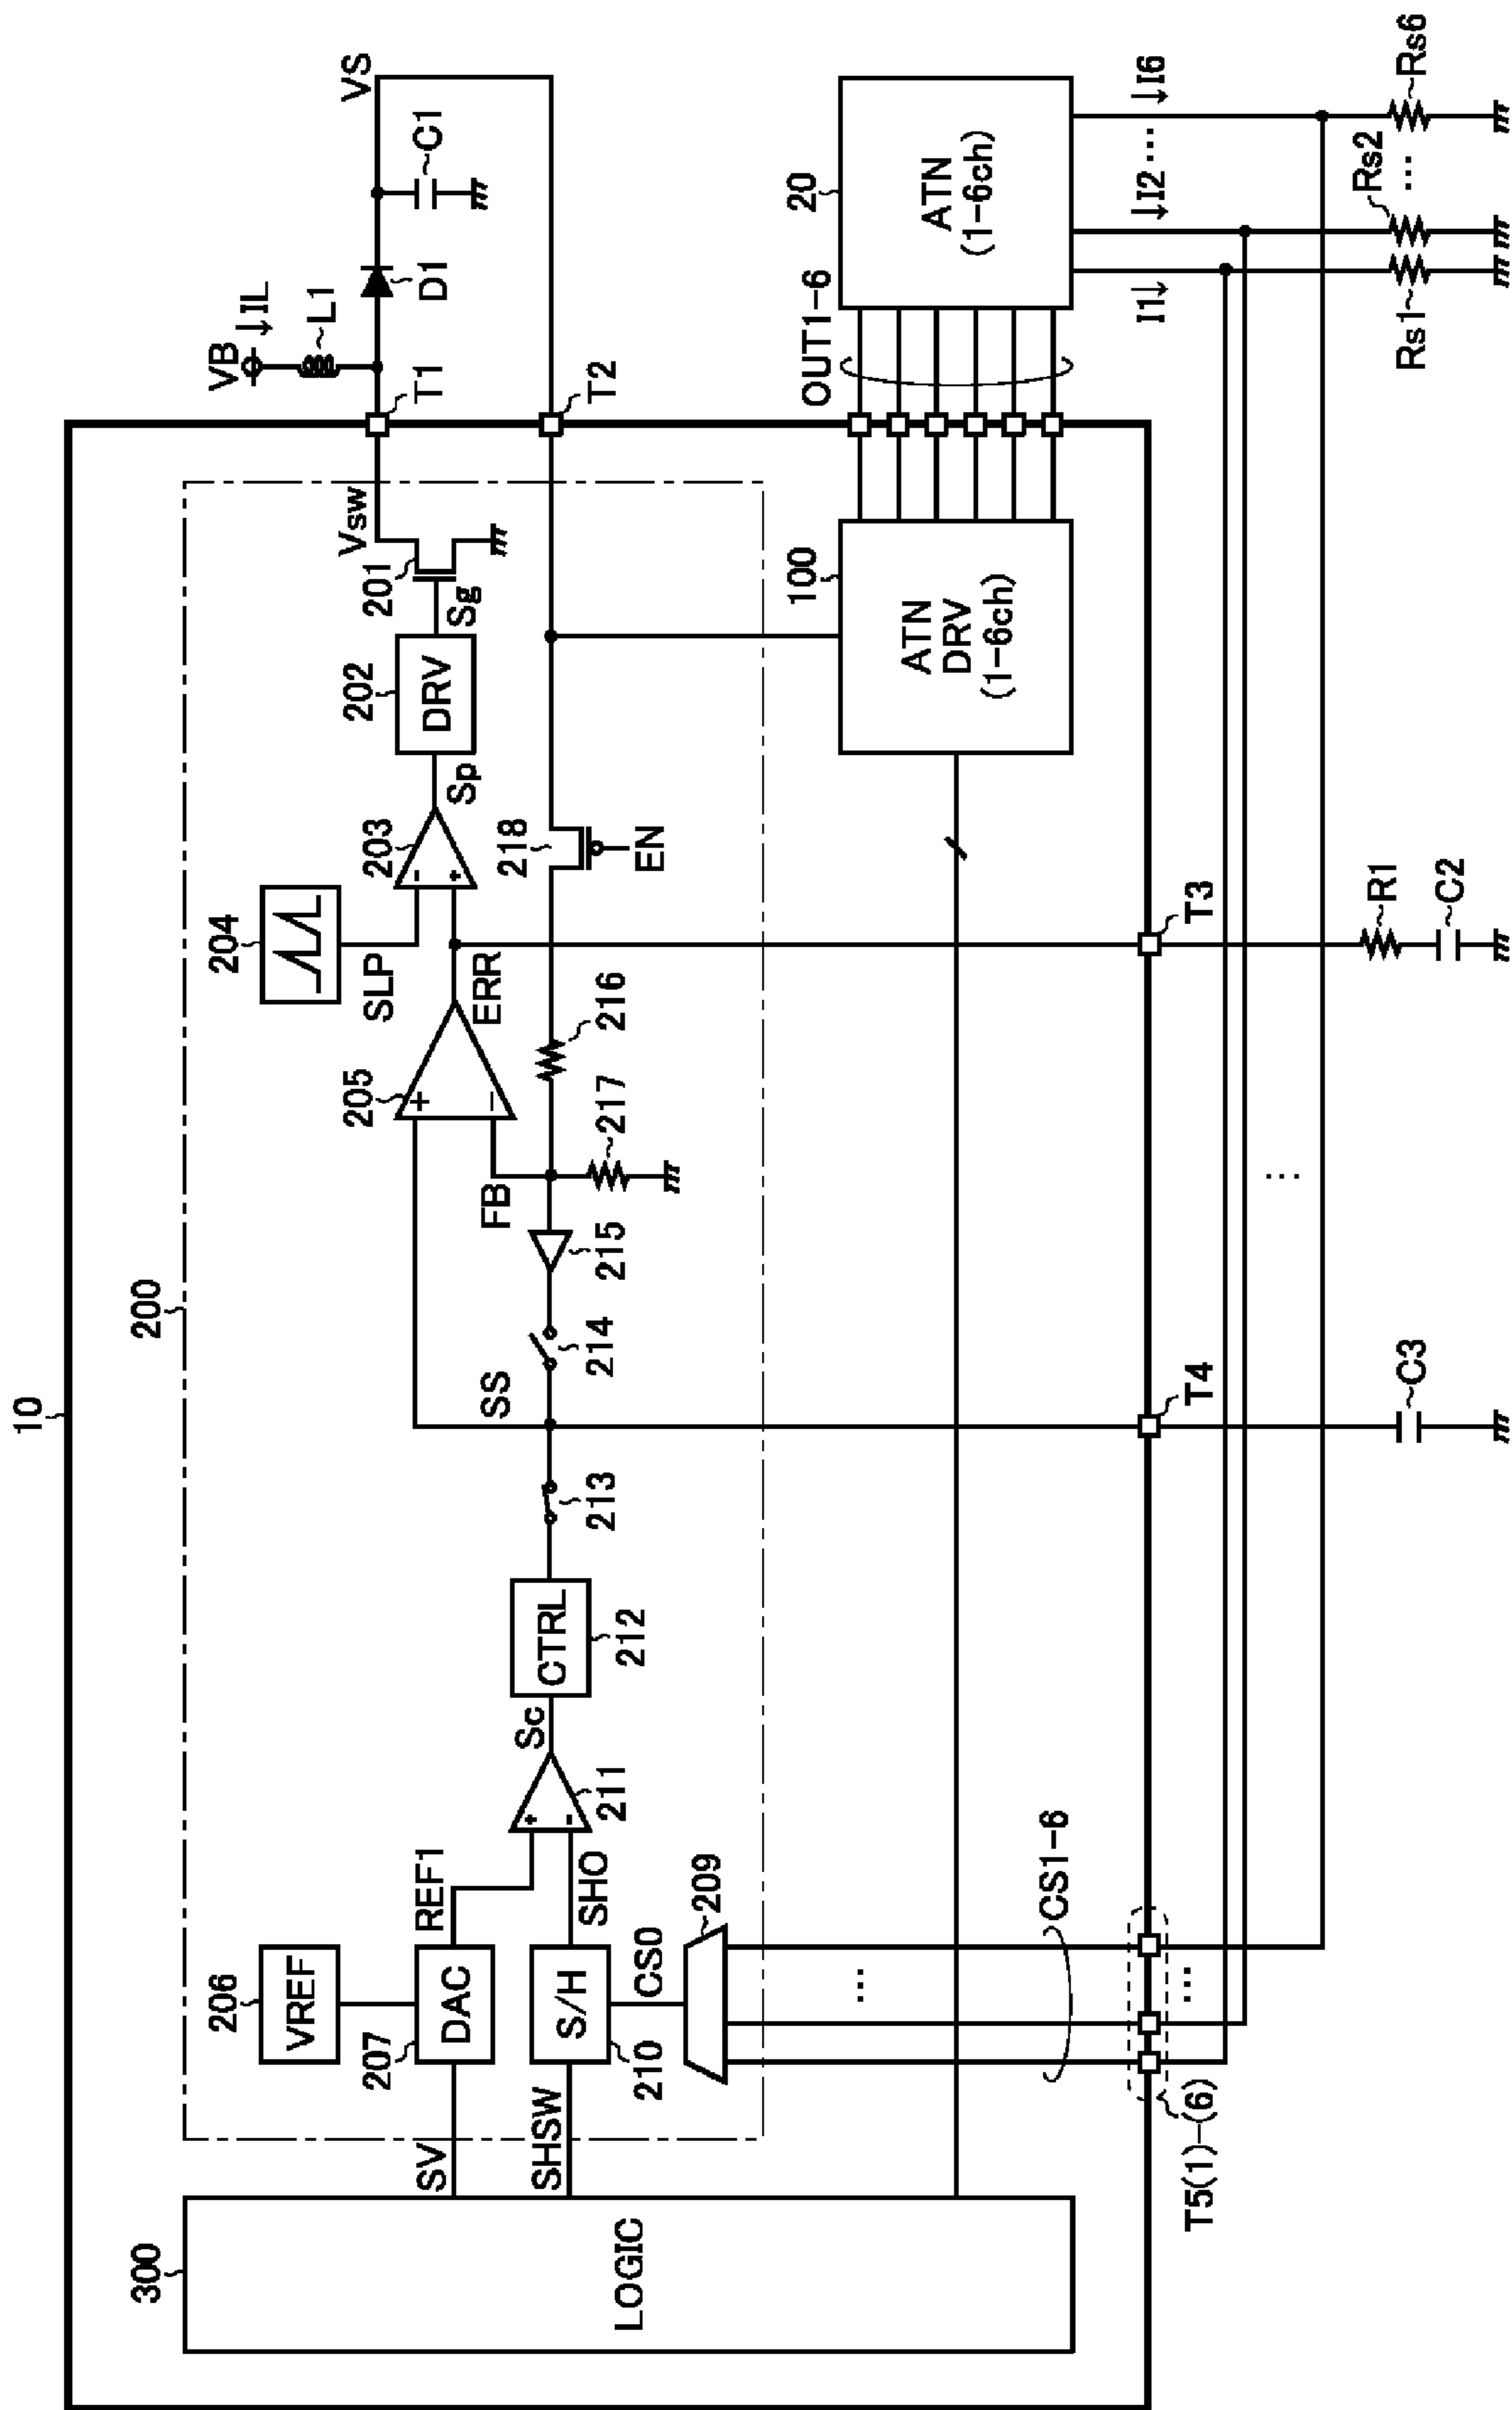 10
200
300
LOGIC
SV
SHSW
206
VREF
207
DAC
REF1
210
S/H
SHO
CS0
209
CS1-6
T5(1)-(6)
...
...
+
-
211
Sc
CTRL
212
213
SS
214
215
FB
217
216
205
+
-
ERR
204
SLP
203
-
+
Sp
202
DRV
Sg
201
Vsw
218
EN
100
ATN
DRV
(1-6ch)
T1
T2
T3
T4
VB
↓IL
L1
D1
C1
VS
OUT1-6
20
ATN
(1-6ch)
I1↓
↓I2
...
↓I6
Rs1
Rs2
...
Rs6
R1
C2
C3
...